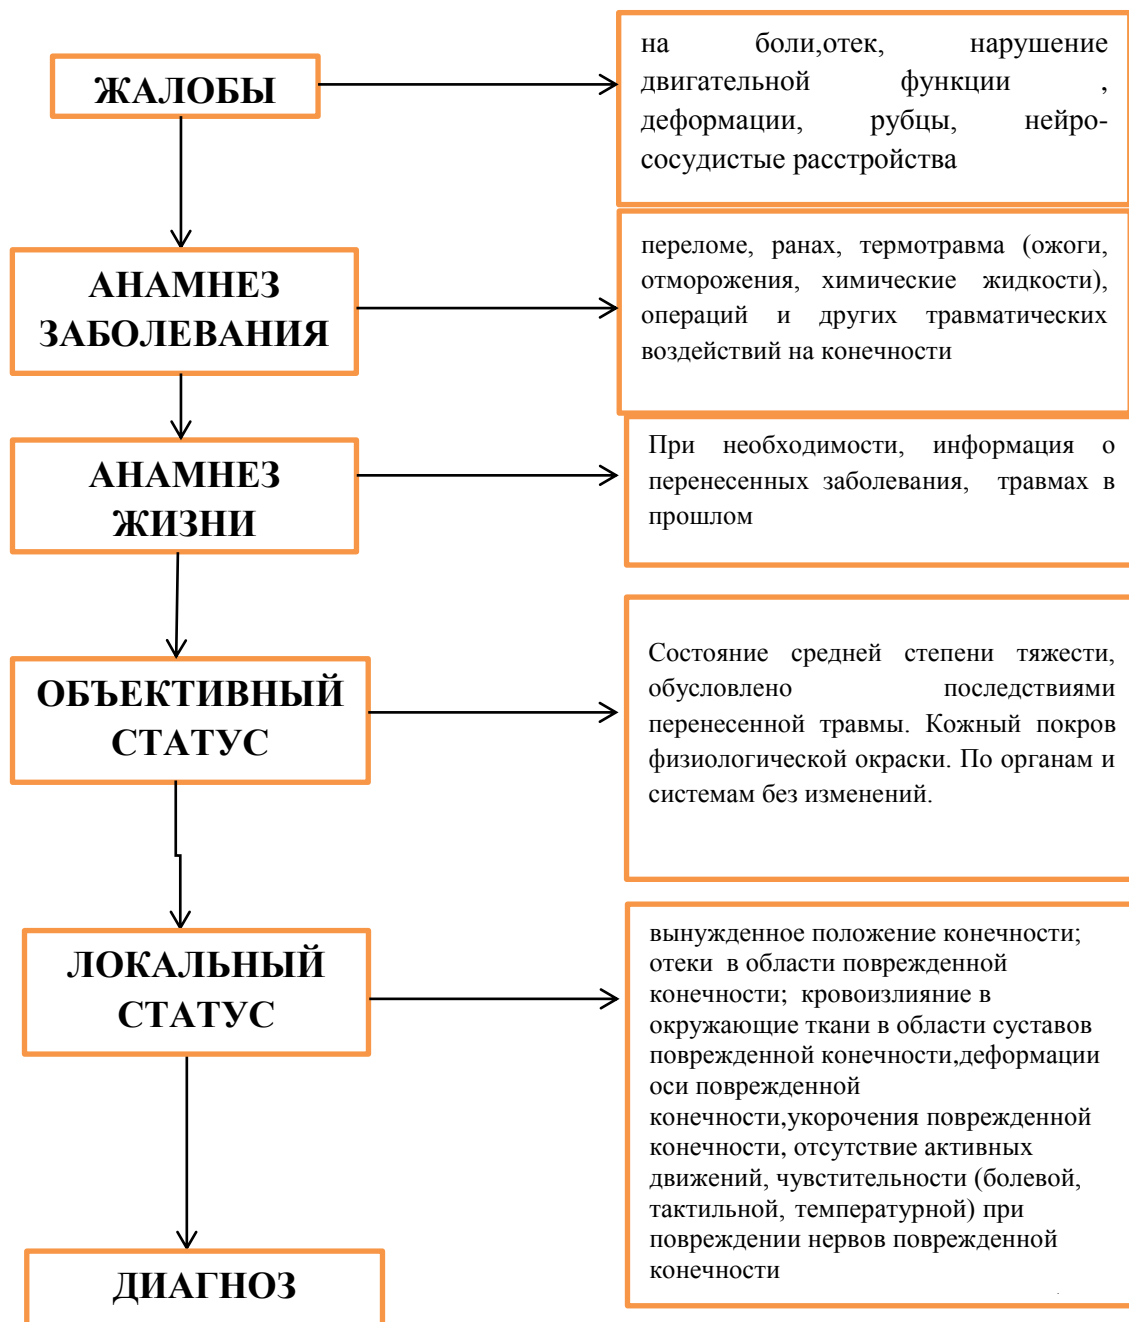 ЖАЛОБЫ
на боли,отек, нарушение
двигательной функции ,
деформации, рубцы, нейро-
сосудистые расстройства
АНАМНЕЗ
ЗАБОЛЕВАНИЯ
переломе, ранах, термотравма (ожоги,
отморожения, химические жидкости),
операций и других травматических
воздействий на конечности
АНАМНЕЗ
ЖИЗНИ
При необходимости, информация о
перенесенных заболевания, травмах в
прошлом
ОБЪЕКТИВНЫЙ
СТАТУС
Состояние средней степени тяжести,
обусловлено последствиями
перенесенной травмы. Кожный покров
физиологической окраски. По органам и
системам без изменений.
ЛОКАЛЬНЫЙ
СТАТУС
вынужденное положение конечности;
отеки в области поврежденной
конечности; кровоизлияние в
окружающие ткани в области суставов
поврежденной конечности,деформации
оси поврежденной
конечности,укорочения поврежденной
конечности, отсутствие активных
движений, чувстительности (болевой,
тактильной, температурной) при
повреждении нервов поврежденной
конечности
ДИАГНОЗ